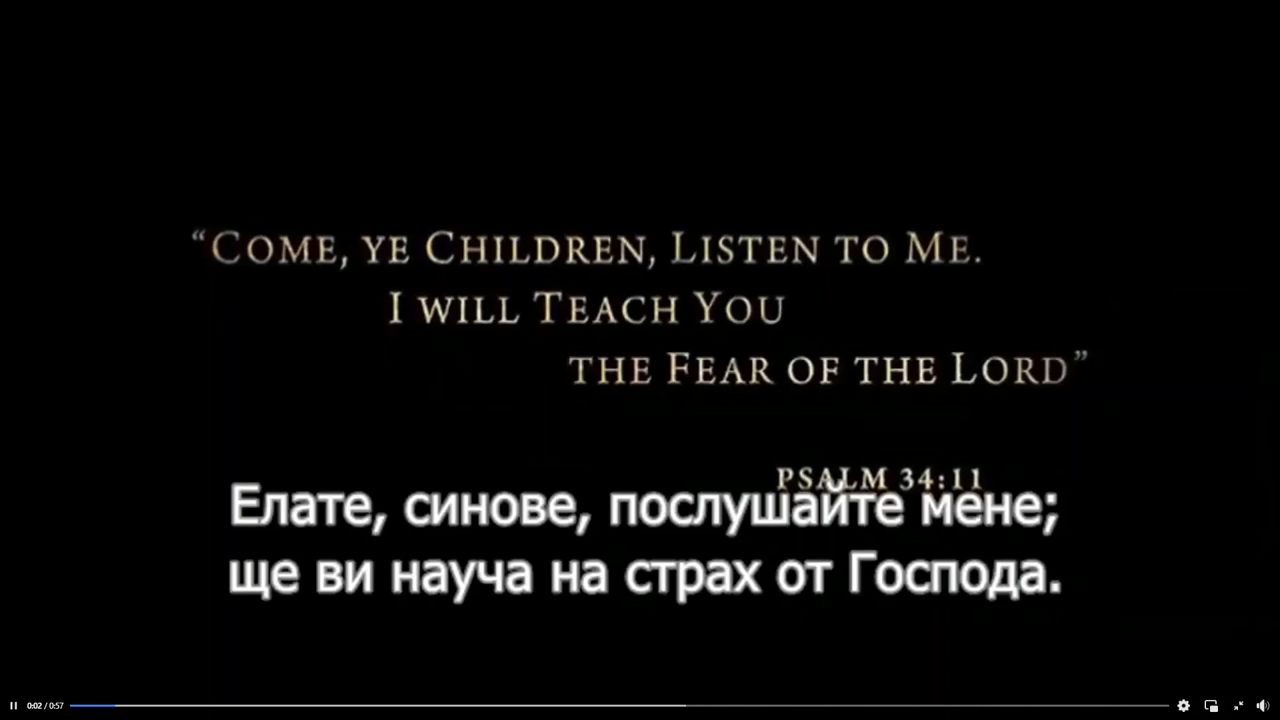 “COME, YE CHILDREN, LISTEN TO ME.
I WILL TEACH YOU
THE FEAR OF THE LORD”
PSALM 34:11
Елате, синове, послушайте мене;
ще ви науча на страх от Господа.
0:02 / 0:57